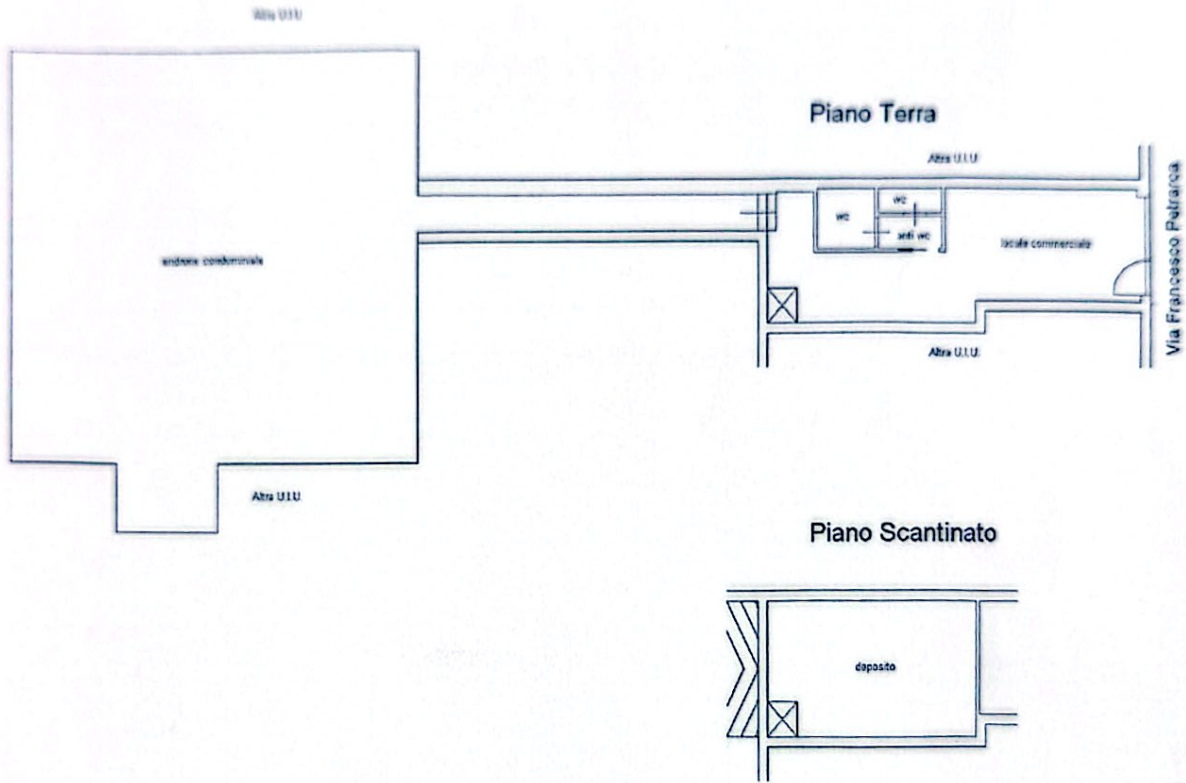 Altra U.I.U
Piano Terra
Altra U.I.U
Via Francesco Petrarca
wc
wc
anti wc
locale commerciale
androne condominiale
Altra U.I.U.
Altra U.I.U
Piano Scantinato
deposito